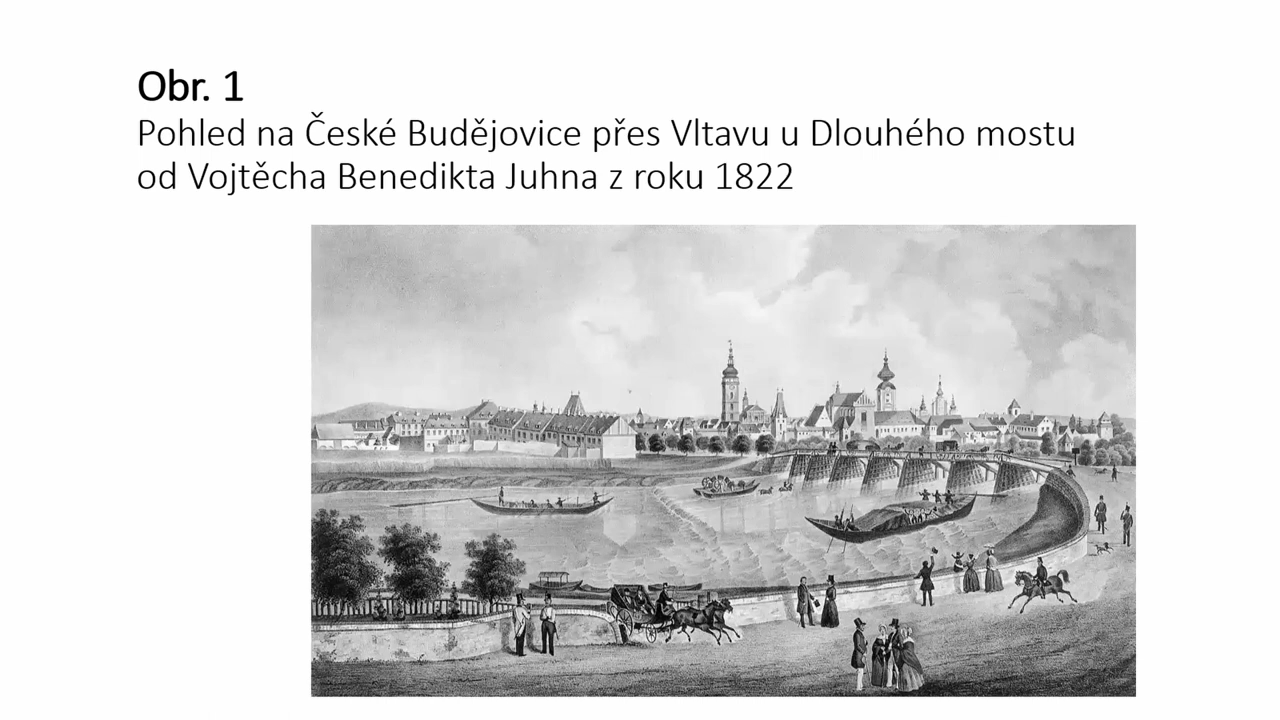 Obr. 1
Pohled na České Budějovice přes Vltavu u Dlouhého mostu
od Vojtěcha Benedikta Juhna z roku 1822